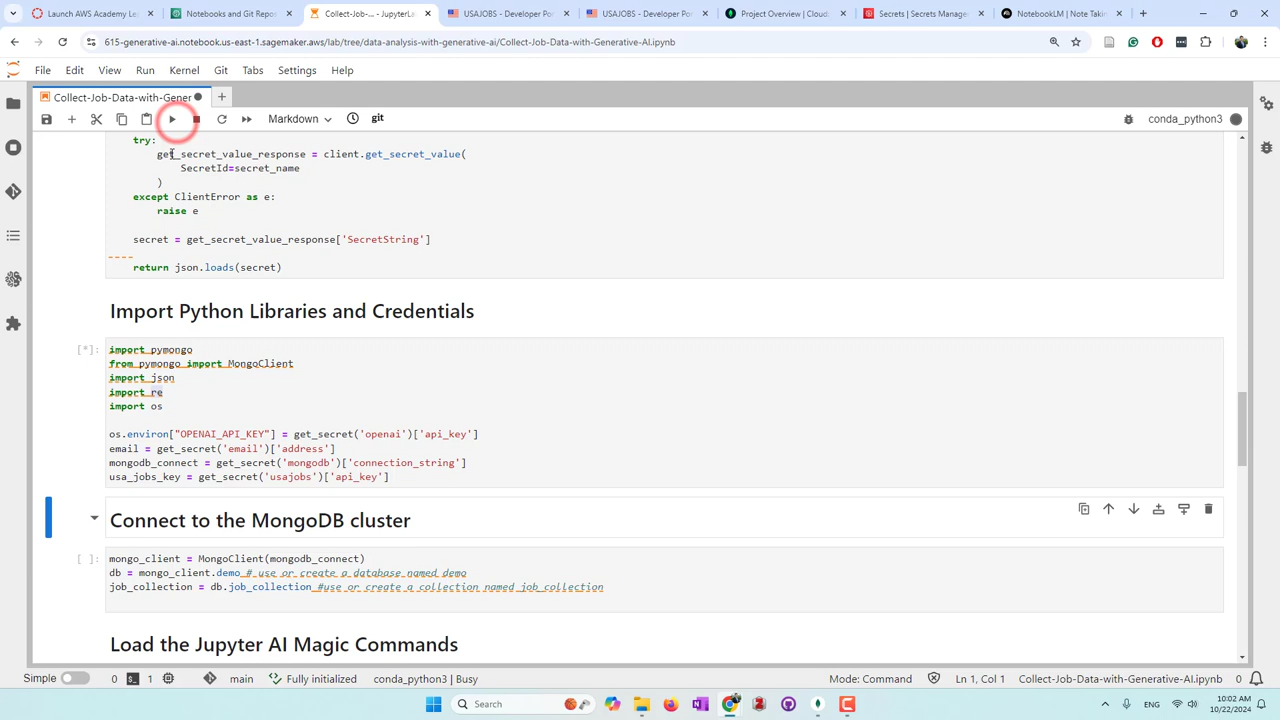 Launch AWS Academy Le
Notebooks and Git Repos
Collect-Job-... - JupyterLa
USAJOBS - Developer Por
USAJOBS - Developer Por
Project Overview | Cloud:
Secrets | Secrets Manage
NotebookLM | Note Takin
615-generative-ai.notebook.us-east-1.sagemaker.aws/lab/tree/data-analysis-with-generative-ai/Collect-Job-Data-with-Generative-AI.ipynb
File Edit View Run Kernel Git Tabs Settings Help
Collect-Job-Data-with-Gener
Markdown git conda_python3
try:
get_secret_value_response = client.get_secret_value(
SecretId=secret_name
)
except ClientError as e:
raise e
secret = get_secret_value_response['SecretString']
return json.loads(secret)
Import Python Libraries and Credentials
[*]:
import pymongo
from pymongo import MongoClient
import json
import re
import os
os.environ["OPENAI_API_KEY"] = get_secret('openai')['api_key']
email = get_secret('email')['address']
mongodb_connect = get_secret('mongodb')['connection_string']
usa_jobs_key = get_secret('usajobs')['api_key']
Connect to the MongoDB cluster
[ ]:
mongo_client = MongoClient(mongodb_connect)
db = mongo_client.demo # use or create a database named demo
job_collection = db.job_collection #use or create a collection named job_collection
Load the Jupyter AI Magic Commands
Simple 0 1 main Fully initialized conda_python3 | Busy Mode: Command Ln 1, Col 1 Collect-Job-Data-with-Generative-AI.ipynb 0
Search ENG 10:02 AM
10/22/2024